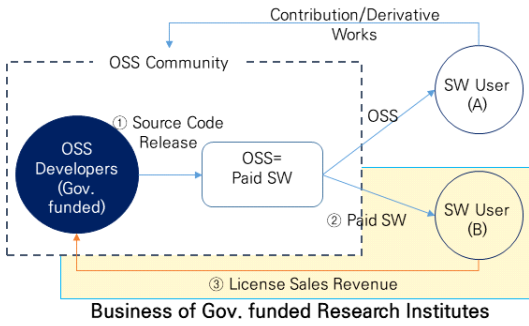 Contribution/Derivative
Works
OSS Community
① Source Code
Release
OSS
Developers
(Gov.
funded)
OSS=
Paid SW
OSS
SW User
(A)
② Paid SW
SW User
(B)
③ License Sales Revenue
Business of Gov. funded Research Institutes